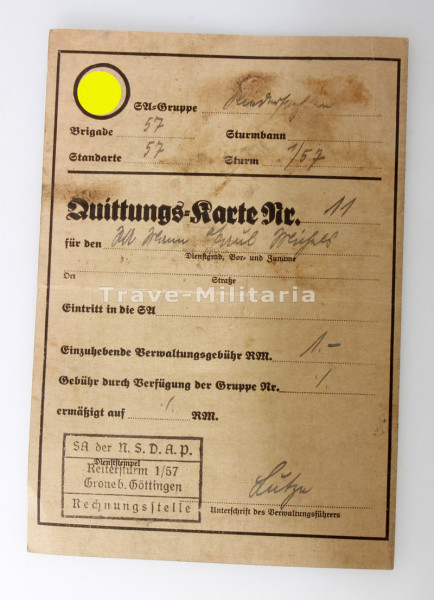 SA-Gruppe Niedersachsen
Brigade 57 Sturmbann
Standarte 57 Sturm 1/57
Quittungs-Karte Nr. 11
für den SA Mann
Dienstgrad, Vor- und Zuname
Ort Straße
Trave-Militaria
Eintritt in die SA
Einzuhebende Verwaltungsgebühr RM. 1.-
Gebühr durch Verfügung der Gruppe Nr. /.
ermäßigt auf /. RM.
SA der N.S.D.A.P.
Dienststempel
Reitersturm 1/57
Groneb. Göttingen
Rechnungsstelle
Unterschrift des Verwaltungsführers